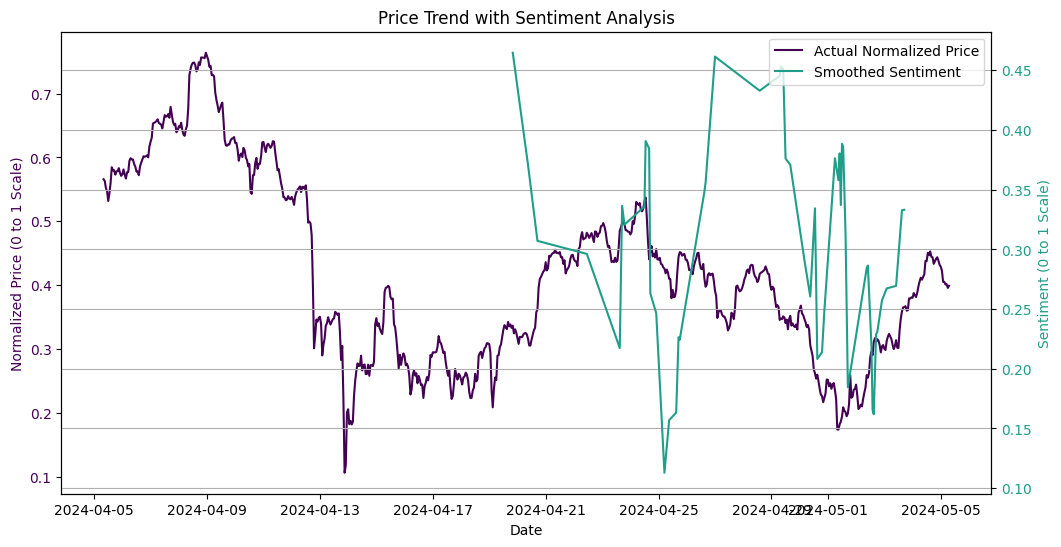 Price Trend with Sentiment Analysis
Actual Normalized Price
Smoothed Sentiment
Normalized Price (0 to 1 Scale)
0.7
0.6
0.5
0.4
0.3
0.2
0.1
Sentiment (0 to 1 Scale)
0.45
0.40
0.35
0.30
0.25
0.20
0.15
0.10
2024-04-05 2024-04-09 2024-04-13 2024-04-17 2024-04-21 2024-04-25 2024-04-29 2024-05-01 2024-05-05
Date